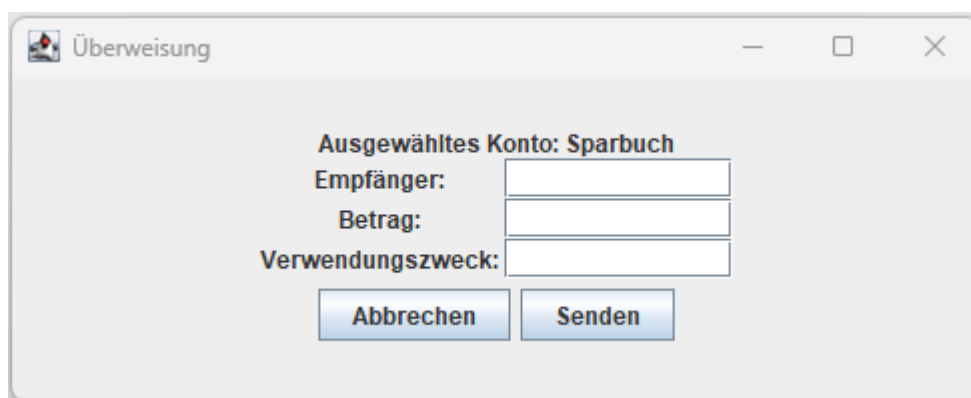 Überweisung
Ausgewähltes Konto: Sparbuch
Empfänger:
Betrag:
Verwendungszweck:
Abbrechen Senden